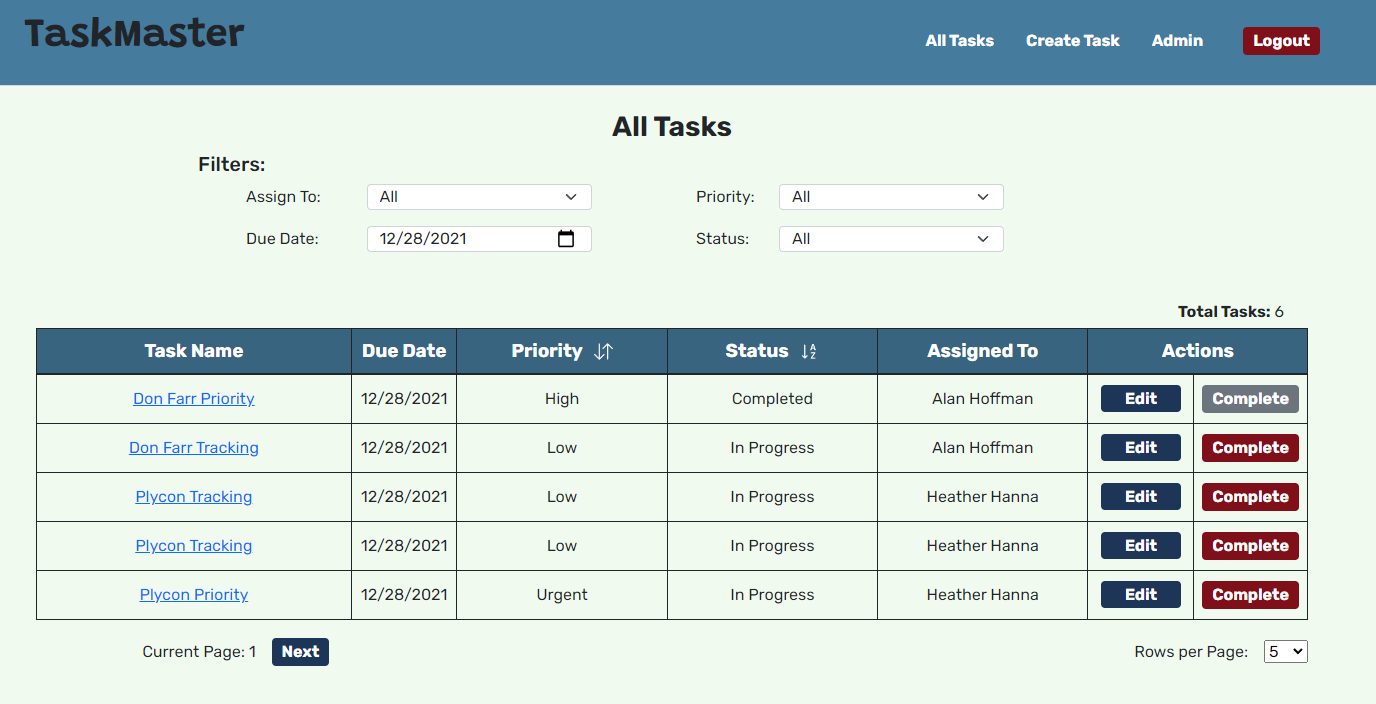 TaskMaster
All Tasks Create Task Admin Logout
All Tasks
Filters:
Assign To: All Priority: All
Due Date: 12/28/2021 Status: All
Total Tasks: 6
Task Name Due Date Priority Status Assigned To Actions
Don Farr Priority 12/28/2021 High Completed Alan Hoffman Edit Complete
Don Farr Tracking 12/28/2021 Low In Progress Alan Hoffman Edit Complete
Plycon Tracking 12/28/2021 Low In Progress Heather Hanna Edit Complete
Plycon Tracking 12/28/2021 Low In Progress Heather Hanna Edit Complete
Plycon Priority 12/28/2021 Urgent In Progress Heather Hanna Edit Complete
Current Page: 1 Next Rows per Page: 5